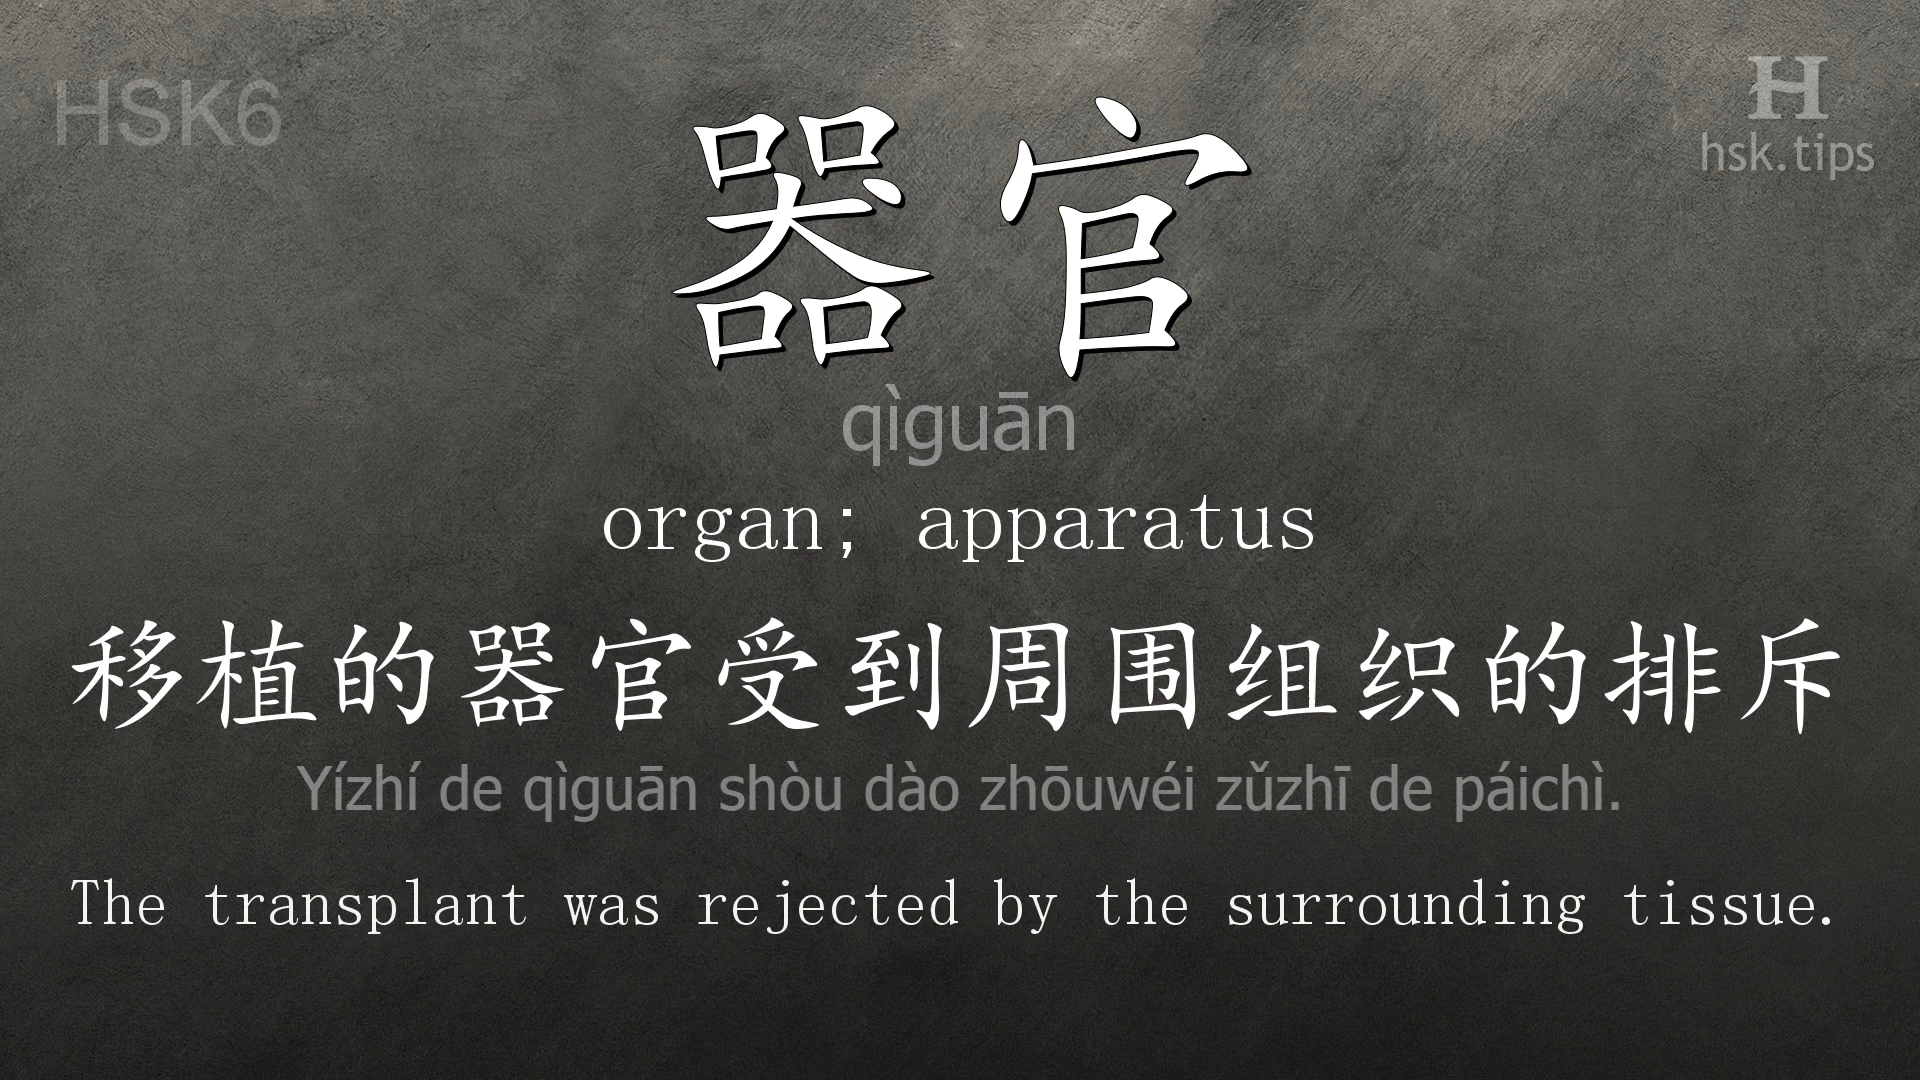 HSK6
H
hsk.tips
器官
qìguān
organ; apparatus
移植的器官受到周围组织的排斥
Yízhí de qìguān shòu dào zhōuwéi zǔzhī de páichì.
The transplant was rejected by the surrounding tissue.